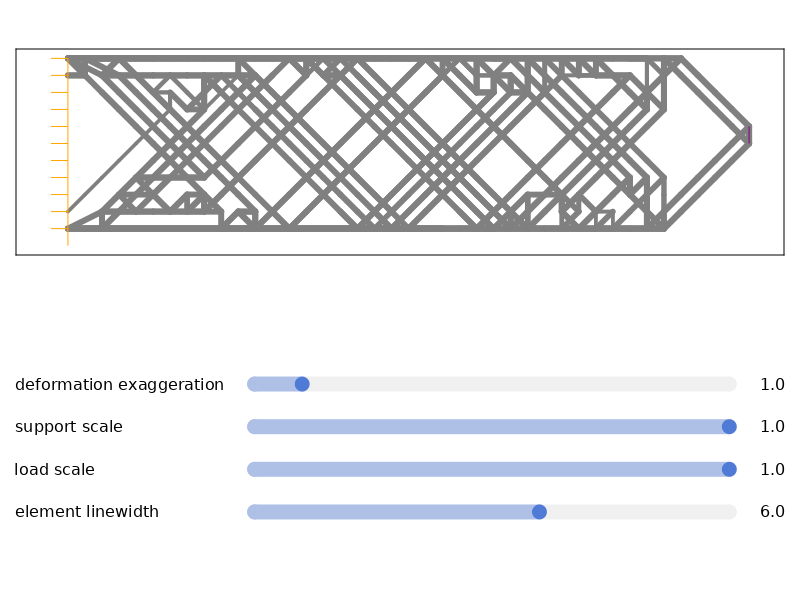 deformation exaggeration 1.0
support scale 1.0
load scale 1.0
element linewidth 6.0